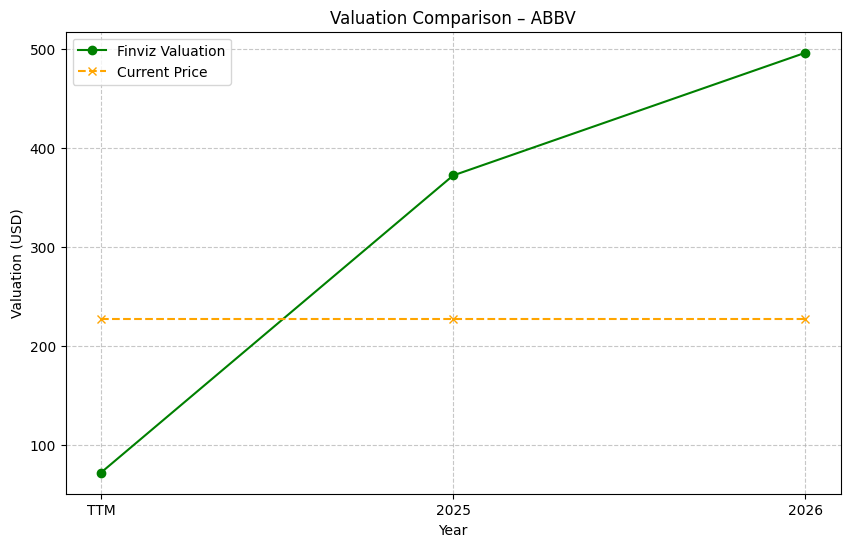 Valuation Comparison – ABBV
Finviz Valuation
Current Price
Valuation (USD)
500
400
300
200
100
TTM
2025
2026
Year